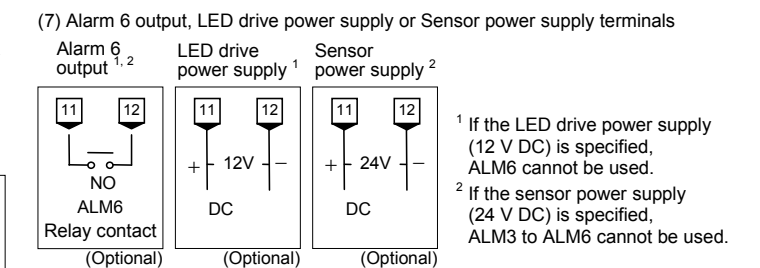 (7) Alarm 6 output, LED drive power supply or Sensor power supply terminals
Alarm 6
output 1, 2
11 12
NO
ALM6
Relay contact
(Optional)
LED drive
power supply 1
11 12
+ 12V −
DC
(Optional)
Sensor
power supply 2
11 12
+ 24V −
DC
(Optional)
1 If the LED drive power supply
(12 V DC) is specified,
ALM6 cannot be used.
2 If the sensor power supply
(24 V DC) is specified,
ALM3 to ALM6 cannot be used.